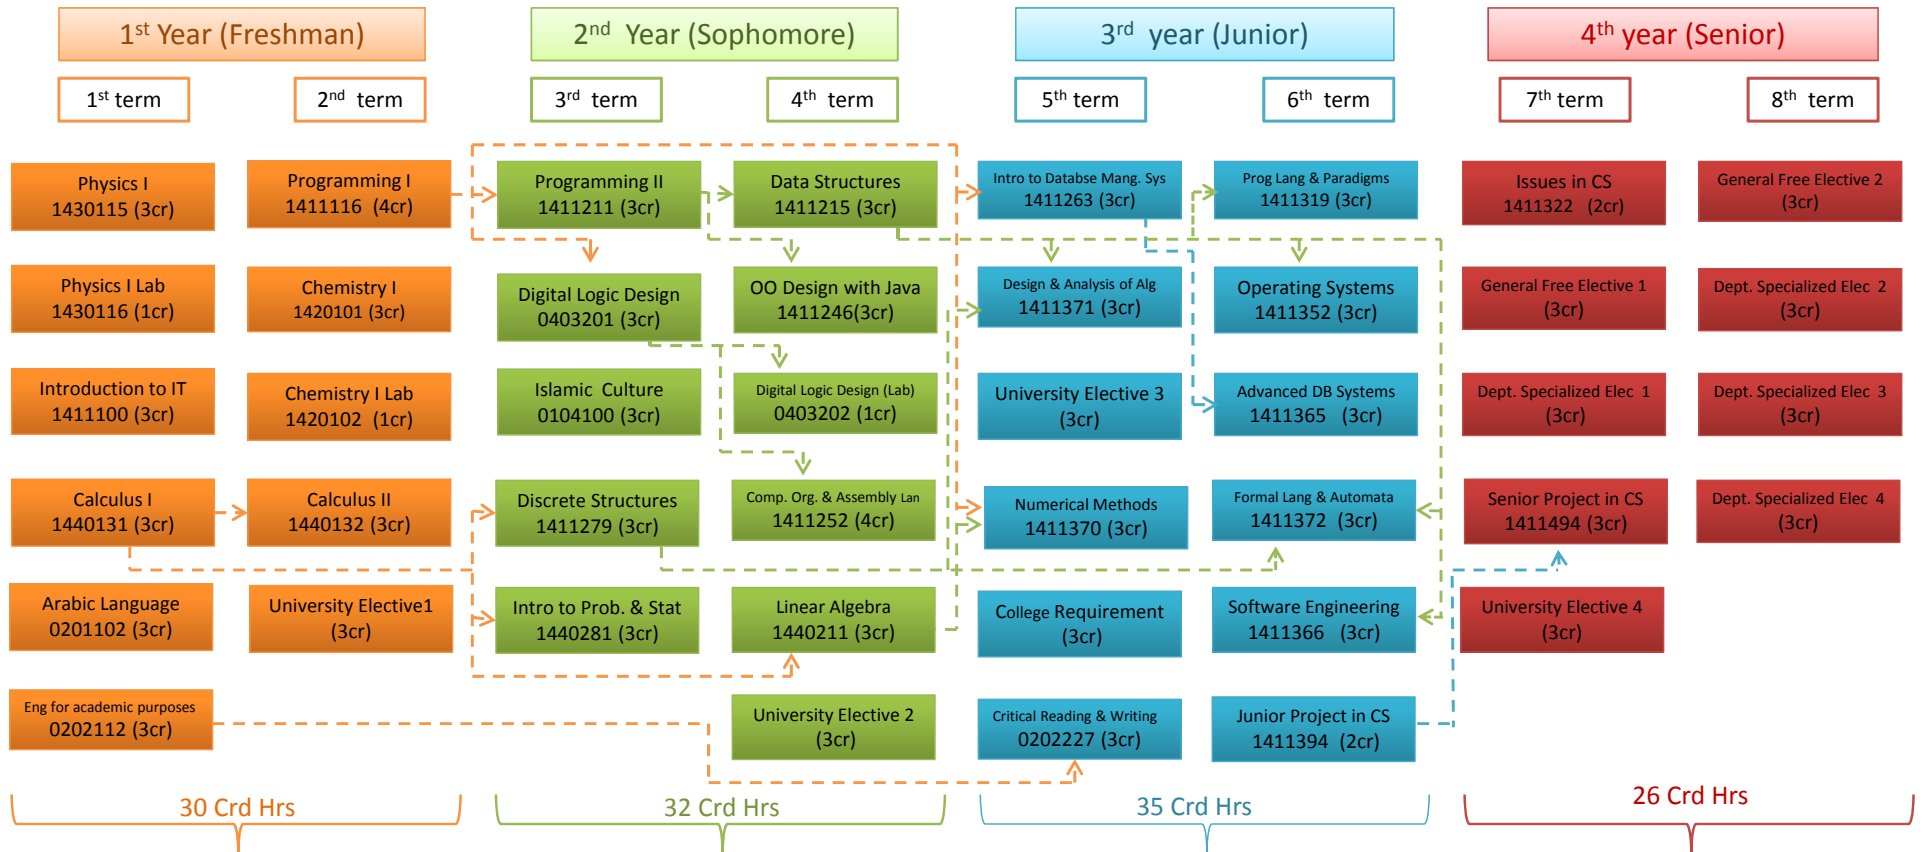 1st Year (Freshman)
2nd Year (Sophomore)
3rd year (Junior)
4th year (Senior)
1st term
2nd term
3rd term
4th term
5th term
6th term
7th term
8th term
Physics I
1430115 (3cr)
Programming I
1411116 (4cr)
Programming II
1411211 (3cr)
Data Structures
1411215 (3cr)
Intro to Databse Mang. Sys
1411263 (3cr)
Prog Lang & Paradigms
1411319 (3cr)
Issues in CS
1411322 (2cr)
General Free Elective 2
(3cr)
Physics I Lab
1430116 (1cr)
Chemistry I
1420101 (3cr)
Digital Logic Design
0403201 (3cr)
OO Design with Java
1411246(3cr)
Design & Analysis of Alg
1411371 (3cr)
Operating Systems
1411352 (3cr)
General Free Elective 1
(3cr)
Dept. Specialized Elec 2
(3cr)
Introduction to IT
1411100 (3cr)
Chemistry I Lab
1420102 (1cr)
Islamic Culture
0104100 (3cr)
Digital Logic Design (Lab)
0403202 (1cr)
University Elective 3
(3cr)
Advanced DB Systems
1411365 (3cr)
Dept. Specialized Elec 1
(3cr)
Dept. Specialized Elec 3
(3cr)
Calculus I
1440131 (3cr)
Calculus II
1440132 (3cr)
Discrete Structures
1411279 (3cr)
Comp. Org. & Assembly Lan
1411252 (4cr)
Numerical Methods
1411370 (3cr)
Formal Lang & Automata
1411372 (3cr)
Senior Project in CS
1411494 (3cr)
Dept. Specialized Elec 4
(3cr)
Arabic Language
0201102 (3cr)
University Elective1
(3cr)
Intro to Prob. & Stat
1440281 (3cr)
Linear Algebra
1440211 (3cr)
College Requirement
(3cr)
Software Engineering
1411366 (3cr)
University Elective 4
(3cr)
Eng for academic purposes
0202112 (3cr)
University Elective 2
(3cr)
Critical Reading & Writing
0202227 (3cr)
Junior Project in CS
1411394 (2cr)
30 Crd Hrs
32 Crd Hrs
35 Crd Hrs
26 Crd Hrs